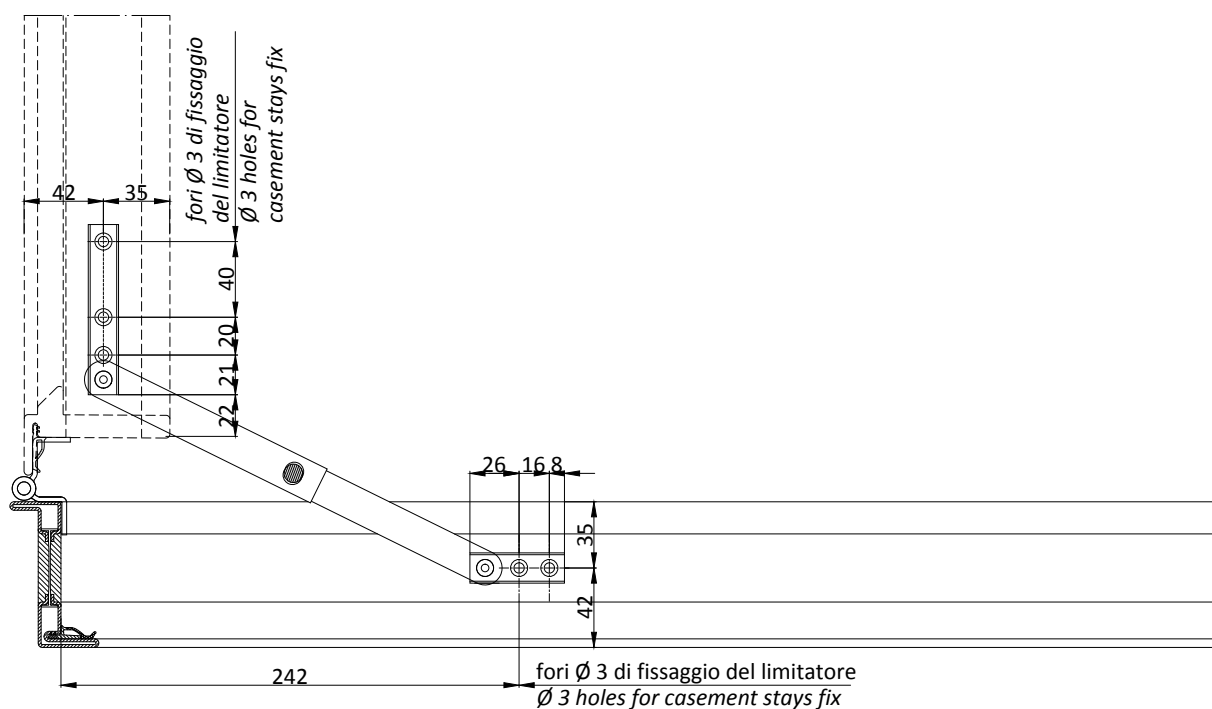 fori Ø 3 di fissaggio
del limitatore
Ø 3 holes for
casement stays fix
42
35
40
20
21
22
26
16
8
35
42
242
fori Ø 3 di fissaggio del limitatore
Ø 3 holes for casement stays fix